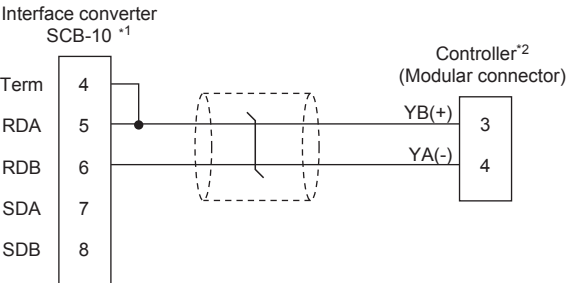 Interface converter
SCB-10 *1
Controller*2
(Modular connector)
Term 4
RDA 5 YB(+) 3
RDB 6 YA(-) 4
SDA 7
SDB 8